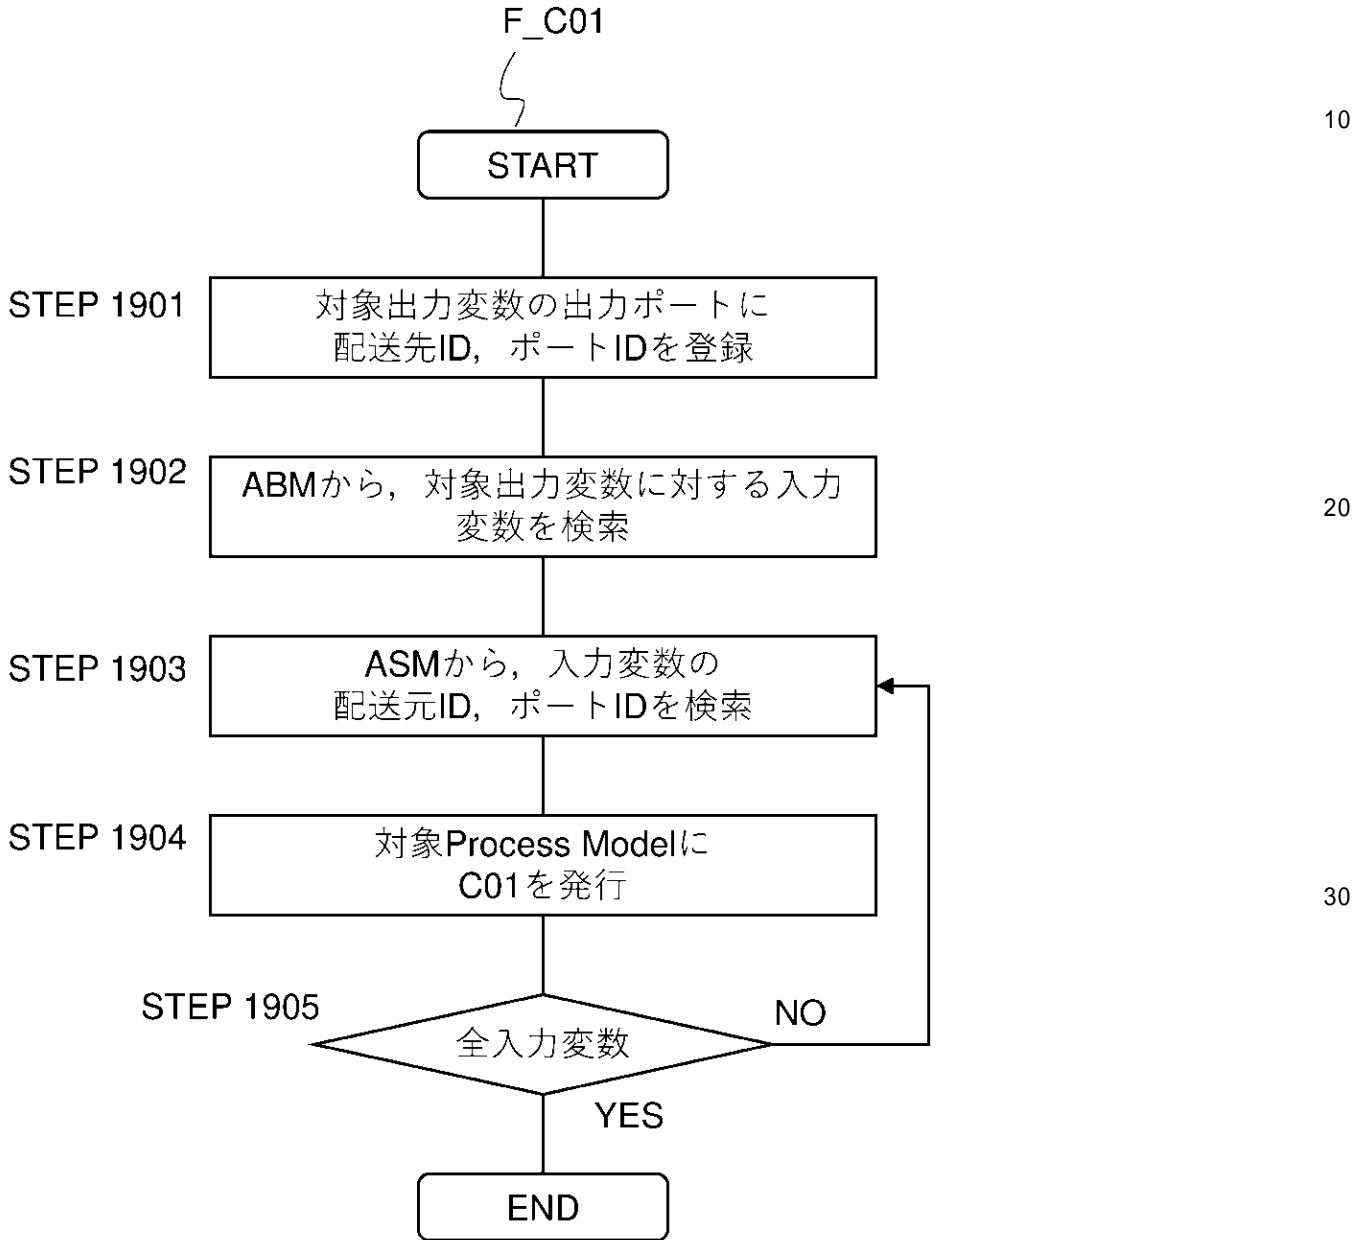 F_C01
10
START
STEP 1901
対象出力変数の出力ポートに
配送先ID，ポートIDを登録
STEP 1902
ABMから，対象出力変数に対する入力
変数を検索
20
STEP 1903
ASMから，入力変数の
配送元ID，ポートIDを検索
STEP 1904
対象Process Modelに
C01を発行
30
STEP 1905
全入力変数
NO
YES
END